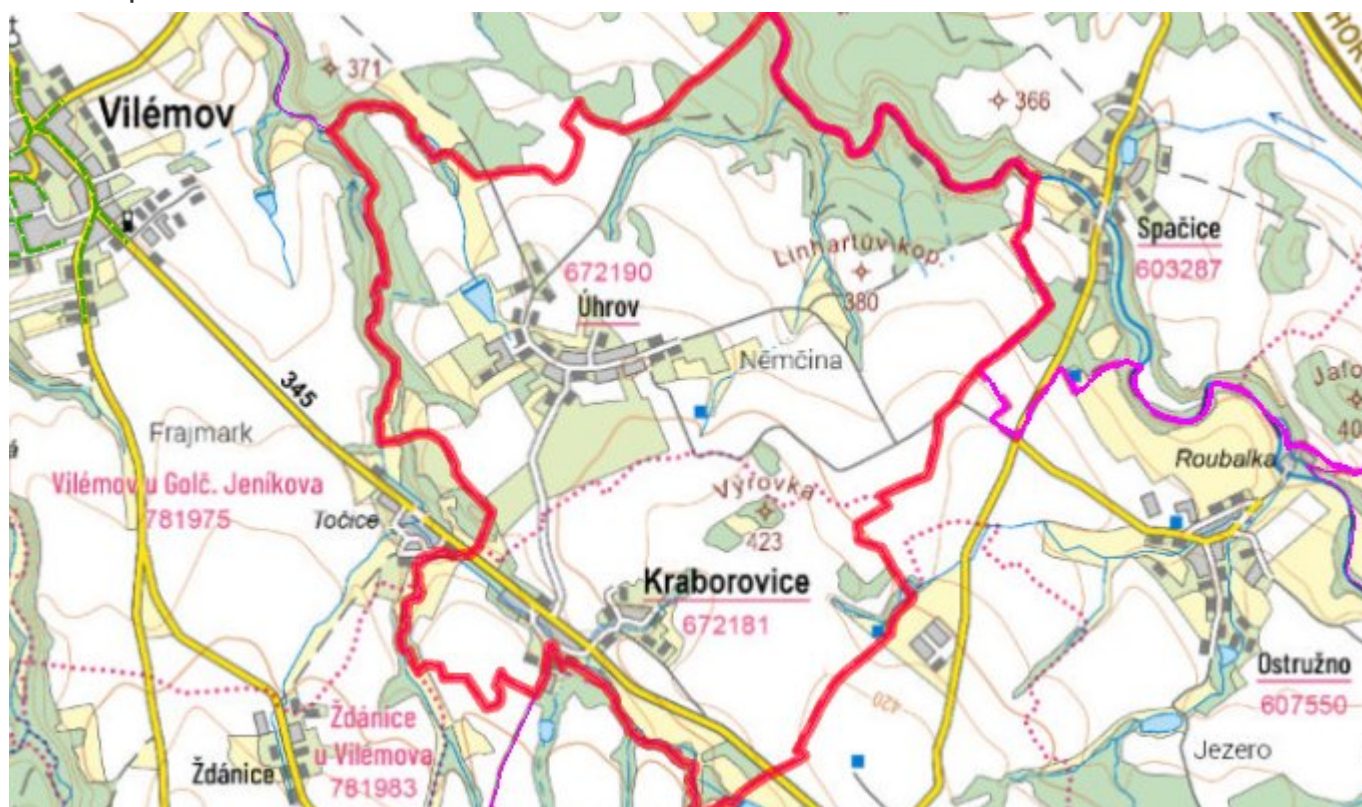 HOR
371
Vilémov
366
Linhartův kop.
Spačice
603287
672190
Úhrov
380
Němčina
345
Frajmark
Vilémov u Golč. Jeníkova
781975
Točice
Výrovka
423
Roubalka
Kraborovice
672181
Ostružno
607550
420
Ždánice
u Vilémova
781983
Ždánice
Jezero